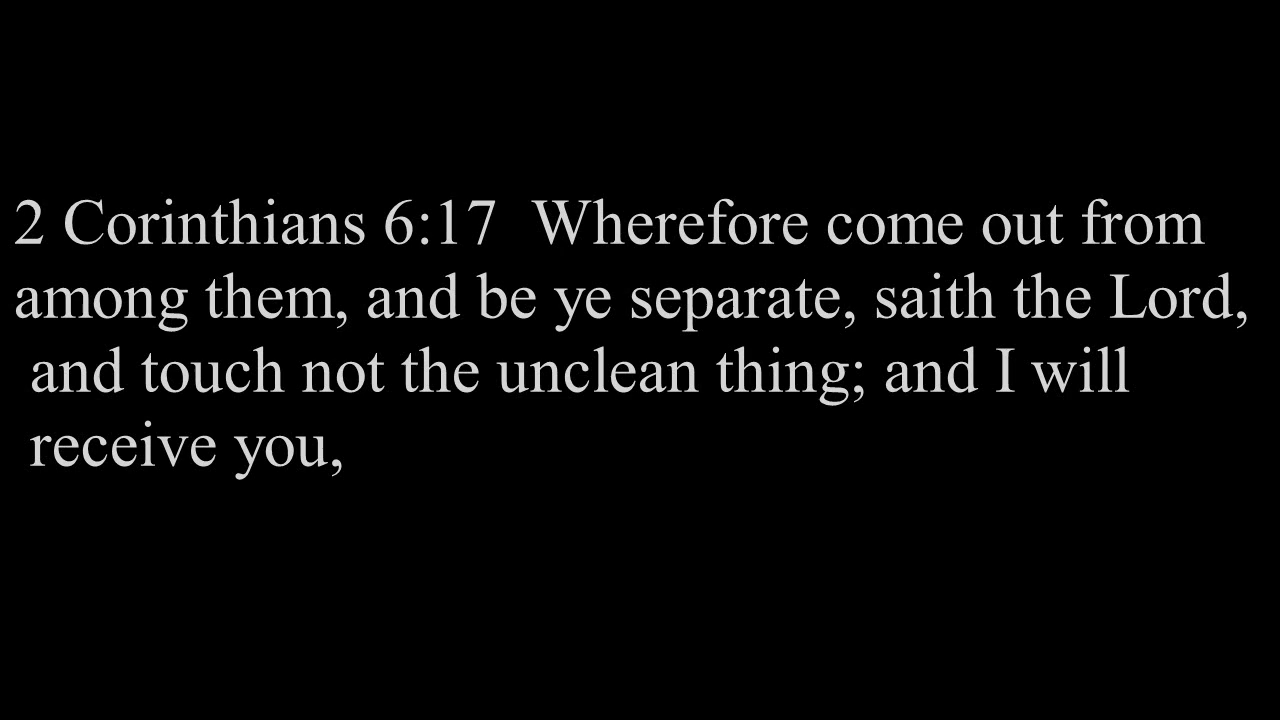 2 Corinthians 6:17  Wherefore come out from
among them, and be ye separate, saith the Lord,
and touch not the unclean thing; and I will
receive you,